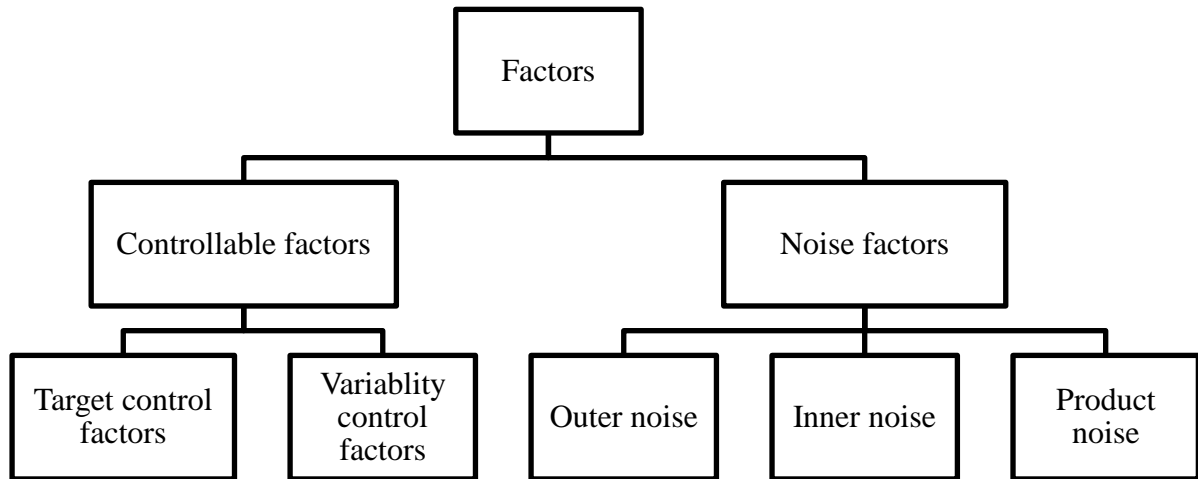 Factors
Controllable factors
Noise factors
Target control
factors
Variablity
control
factors
Outer noise
Inner noise
Product
noise